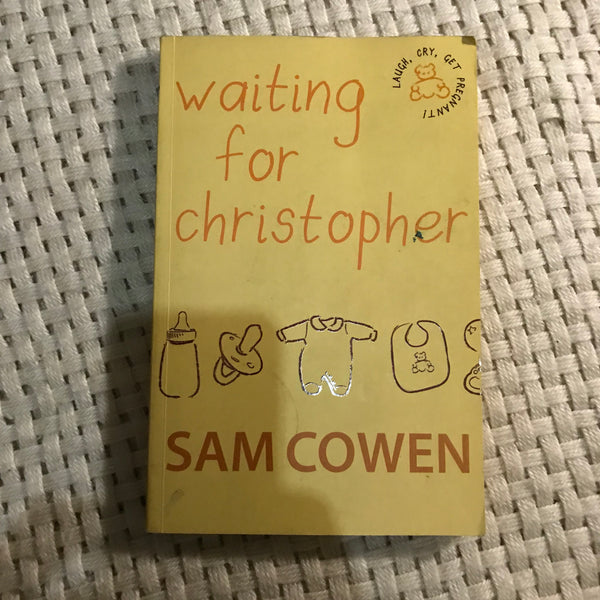 waiting
for
christopher
LAUGH, CRY, GET PREGNANT!
SAM COWEN